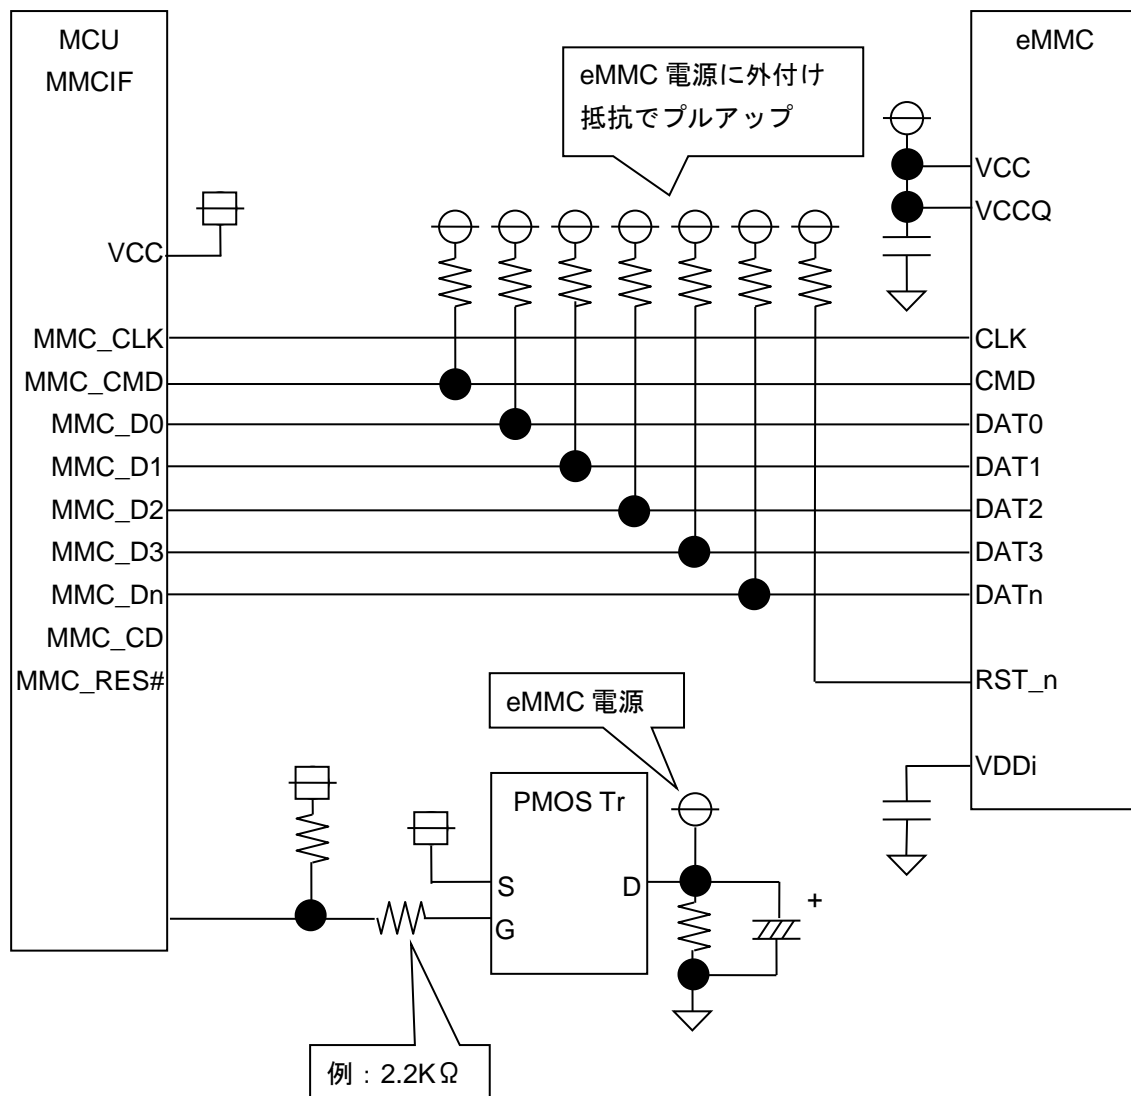 MCU
MMCIF
eMMC
eMMC 電源に外付け
抵抗でプルアップ
VCC
VCCQ
VCC
MMC_CLK
CLK
MMC_CMD
CMD
MMC_D0
DAT0
MMC_D1
DAT1
MMC_D2
DAT2
MMC_D3
DAT3
MMC_Dn
DATn
MMC_CD
MMC_RES#
RST_n
eMMC 電源
VDDi
PMOS Tr
S
D
G
+
例：2.2KΩ